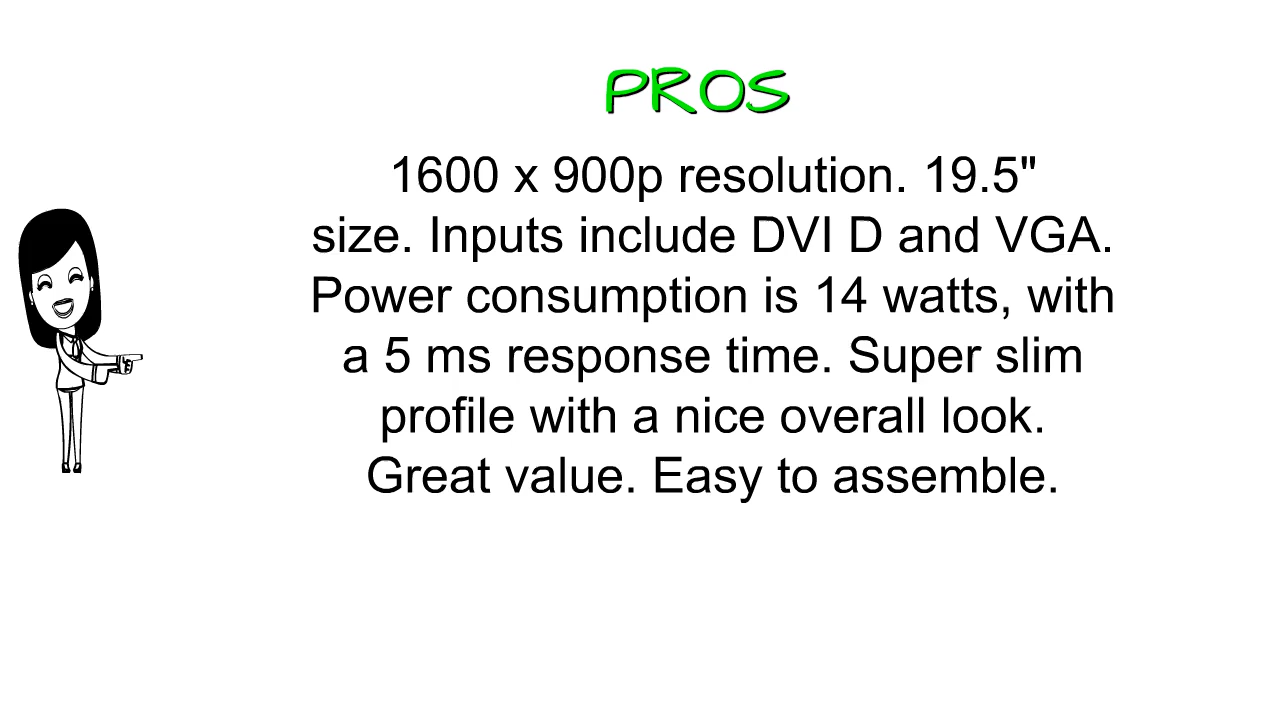 PROS
1600 x 900p resolution. 19.5"
size. Inputs include DVI D and VGA.
Power consumption is 14 watts, with
a 5 ms response time. Super slim
profile with a nice overall look.
Great value. Easy to assemble.